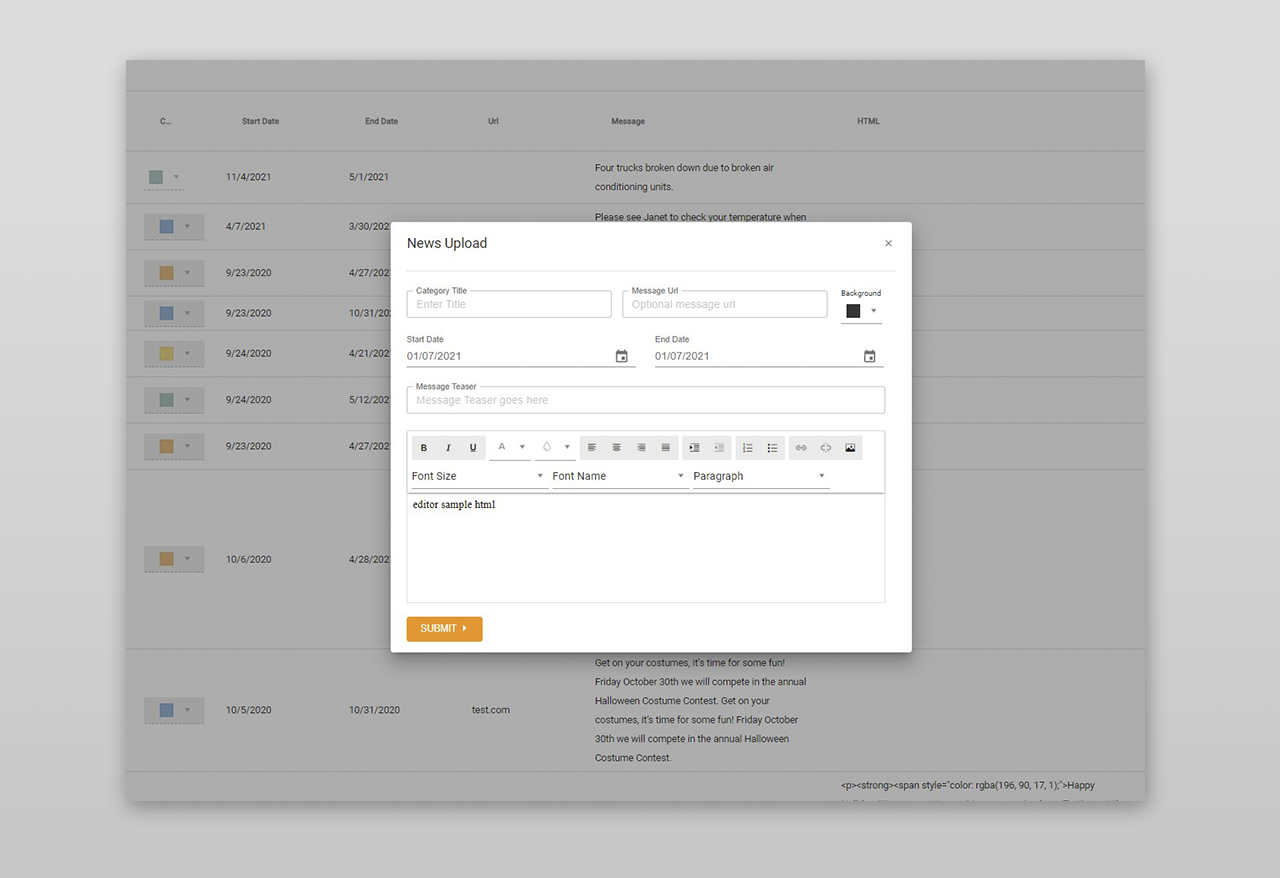 C... Start Date End Date Url Message HTML
11/4/2021 5/1/2021 Four trucks broken down due to broken air
conditioning units.
4/7/2021 3/30/202 Please see Janet to check your temperature when
9/23/2020 4/27/202
9/23/2020 10/31/20
9/24/2020 4/21/202
9/24/2020 5/12/202
9/23/2020 4/27/202
10/6/2020 4/28/202
News Upload ×
Category Title
Enter Title
Message Url
Optional message url
Background
Start Date
01/07/2021
End Date
01/07/2021
Message Teaser
Message Teaser goes here
B I U A
Font Size Font Name Paragraph
editor sample html
SUBMIT
10/5/2020 10/31/2020 test.com
Get on your costumes, it's time for some fun!
Friday October 30th we will compete in the annual
Halloween Costume Contest. Get on your
costumes, it's time for some fun! Friday October
30th we will compete in the annual Halloween
Costume Contest.
<p><strong><span style="color: rgba(196, 90, 17, 1);">Happy